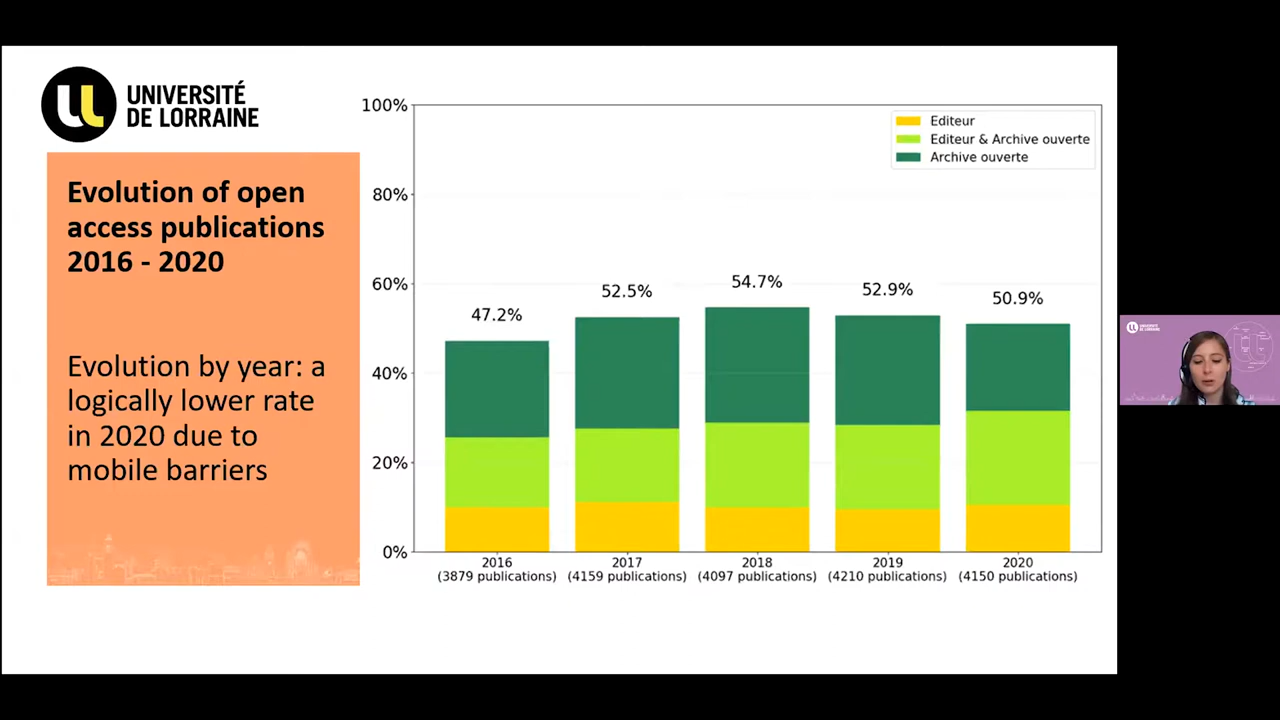 UNIVERSITÉ
DE LORRAINE
Evolution of open
access publications
2016 - 2020
Evolution by year: a
logically lower rate
in 2020 due to
mobile barriers
100%
80%
60%
40%
20%
0%
Editeur
Editeur & Archive ouverte
Archive ouverte
47.2%
52.5%
54.7%
52.9%
50.9%
2016
(3879 publications)
2017
(4159 publications)
2018
(4097 publications)
2019
(4210 publications)
2020
(4150 publications)